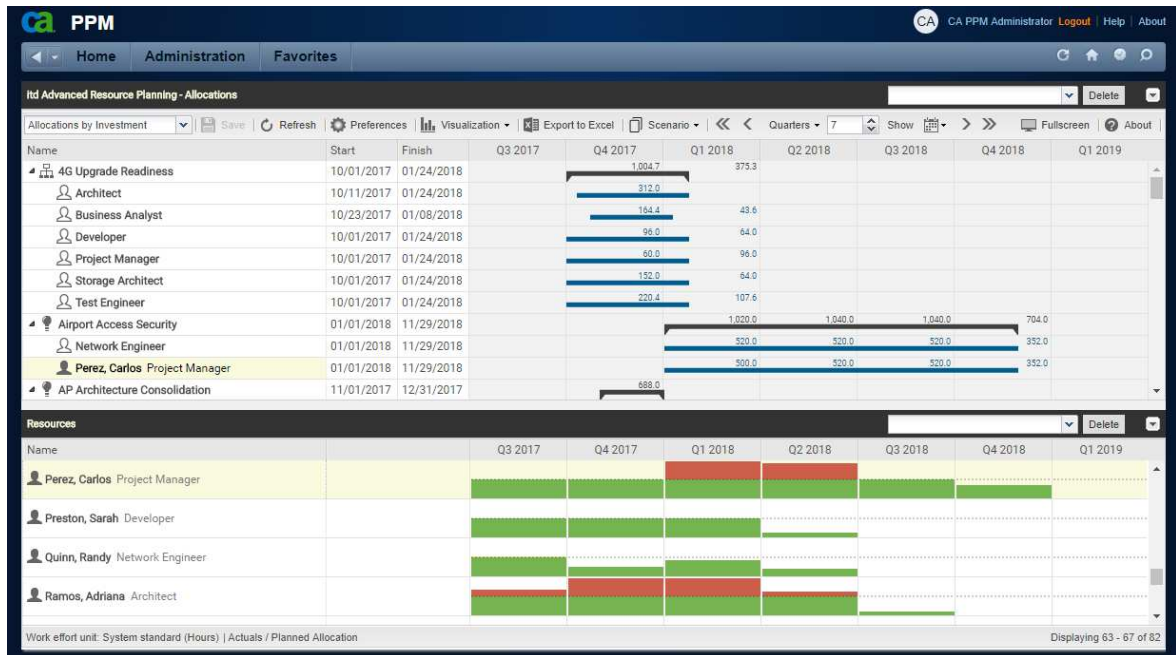 ca PPM
CA CA PPM Administrator Logout | Help | About
Home Administration Favorites
itd Advanced Resource Planning - Allocations Delete
Allocations by Investment Save Refresh Preferences Visualization Export to Excel Scenario Quarters 7 Show Fullscreen About
Name Start Finish Q3 2017 Q4 2017 Q1 2018 Q2 2018 Q3 2018 Q4 2018 Q1 2019
4G Upgrade Readiness 10/01/2017 01/24/2018 1,004.7 375.3
Architect 10/11/2017 01/24/2018 312.0
Business Analyst 10/23/2017 01/08/2018 164.4 43.6
Developer 10/01/2017 01/24/2018 96.0 64.0
Project Manager 10/01/2017 01/24/2018 60.0 96.0
Storage Architect 10/01/2017 01/24/2018 152.0 64.0
Test Engineer 10/01/2017 01/24/2018 220.4 107.6
Airport Access Security 01/01/2018 11/29/2018 1,020.0 1,040.0 1,040.0 704.0
Network Engineer 01/01/2018 11/29/2018 520.0 520.0 520.0 352.0
Perez, Carlos Project Manager 01/01/2018 11/29/2018 500.0 520.0 520.0 352.0
AP Architecture Consolidation 11/01/2017 12/31/2017 688.0
Resources Delete
Name Q3 2017 Q4 2017 Q1 2018 Q2 2018 Q3 2018 Q4 2018 Q1 2019
Perez, Carlos Project Manager
Preston, Sarah Developer
Quinn, Randy Network Engineer
Ramos, Adriana Architect
Work effort unit: System standard (Hours) | Actuals / Planned Allocation Displaying 63 - 67 of 82